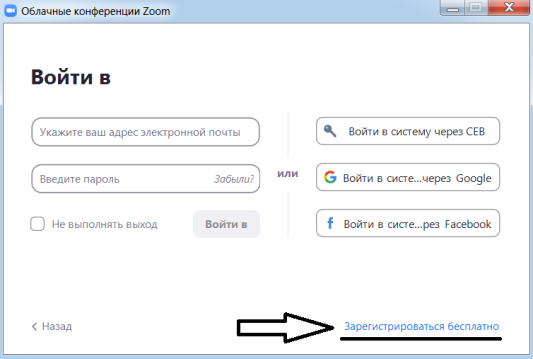 Облачные конференции Zoom
Войти в
Укажите ваш адрес электронной почты
Введите пароль
Забыли?
Не выполнять выход
Войти в
или
Войти в систему через СЕВ
Войти в систе...через Google
Войти в систе...рез Facebook
Назад
Зарегистрироваться бесплатно